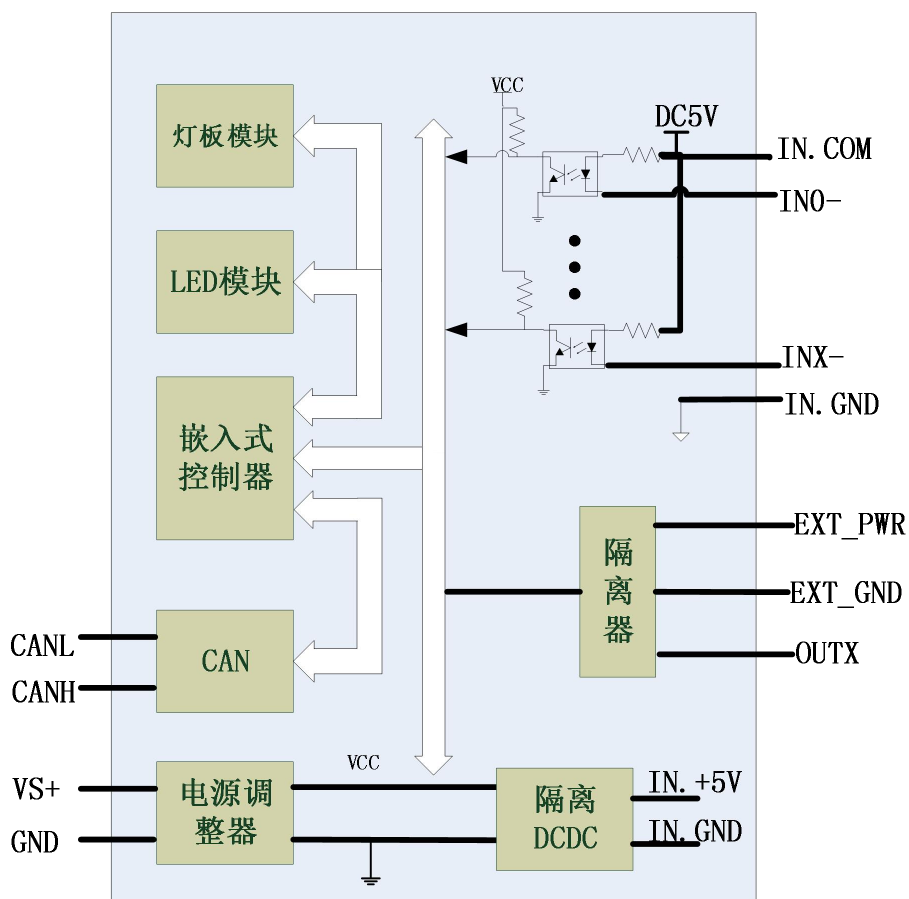 VCC
DC5V
灯板模块
IN.COM
IN0-
LED模块
INX-
IN.GND
嵌入式
控制器
EXT_PWR
隔
离
器
EXT_GND
CANL
CAN
OUTX
CANH
VCC
VS+
电源调
整器
隔离
DCDC
IN.+5V
GND
IN.GND